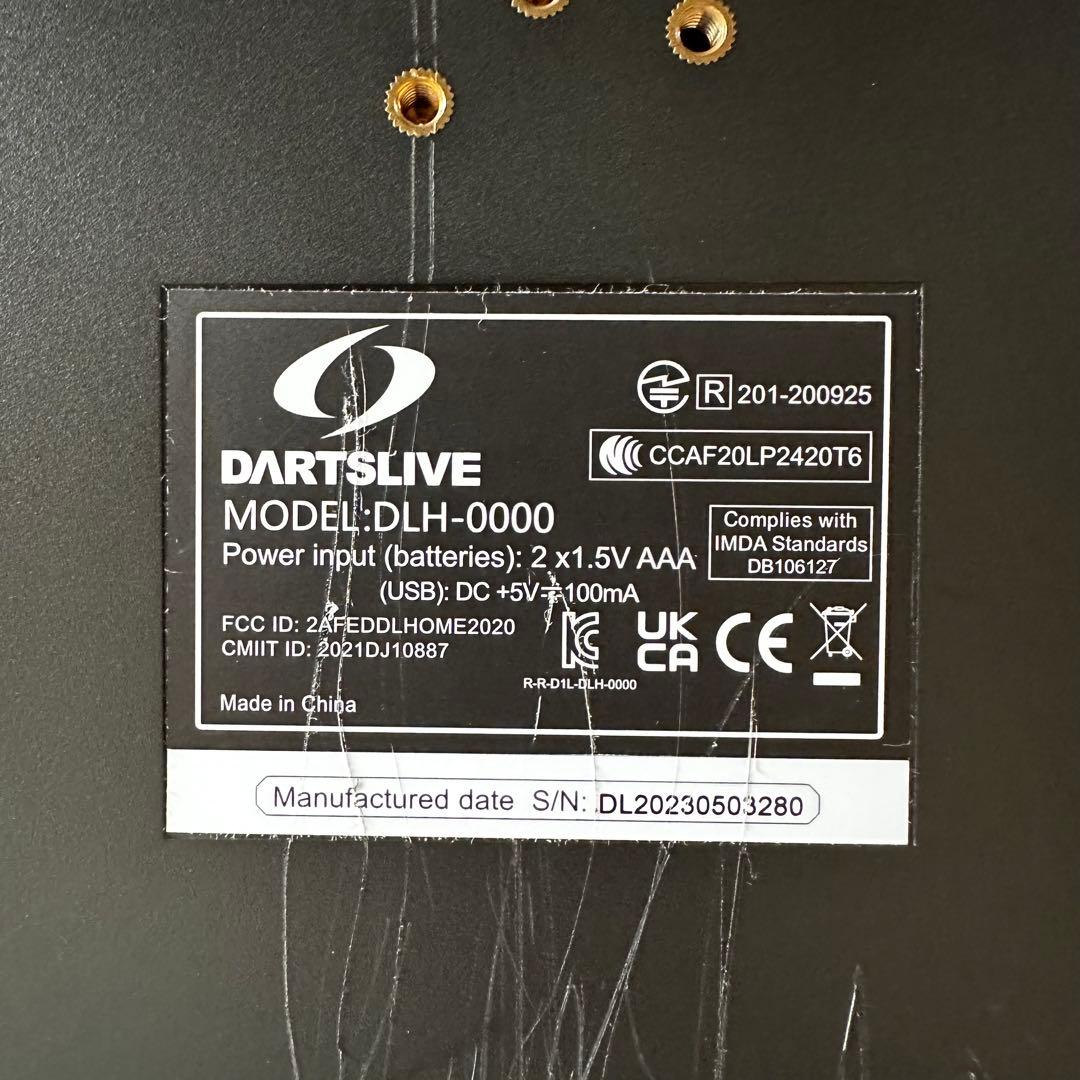 DARTSLIVE
MODEL:DLH-0000
Power input (batteries): 2 x1.5V AAA
(USB): DC +5V⎓100mA
FCC ID: 2AFEDDLHOME2020
CMIIT ID: 2021DJ10887
Made in China
R 201-200925
CCAF20LP2420T6
Complies with
IMDA Standards
DB106127
R-R-D1L-DLH-0000
UK
CA
CE
Manufactured date S/N: DL20230503280